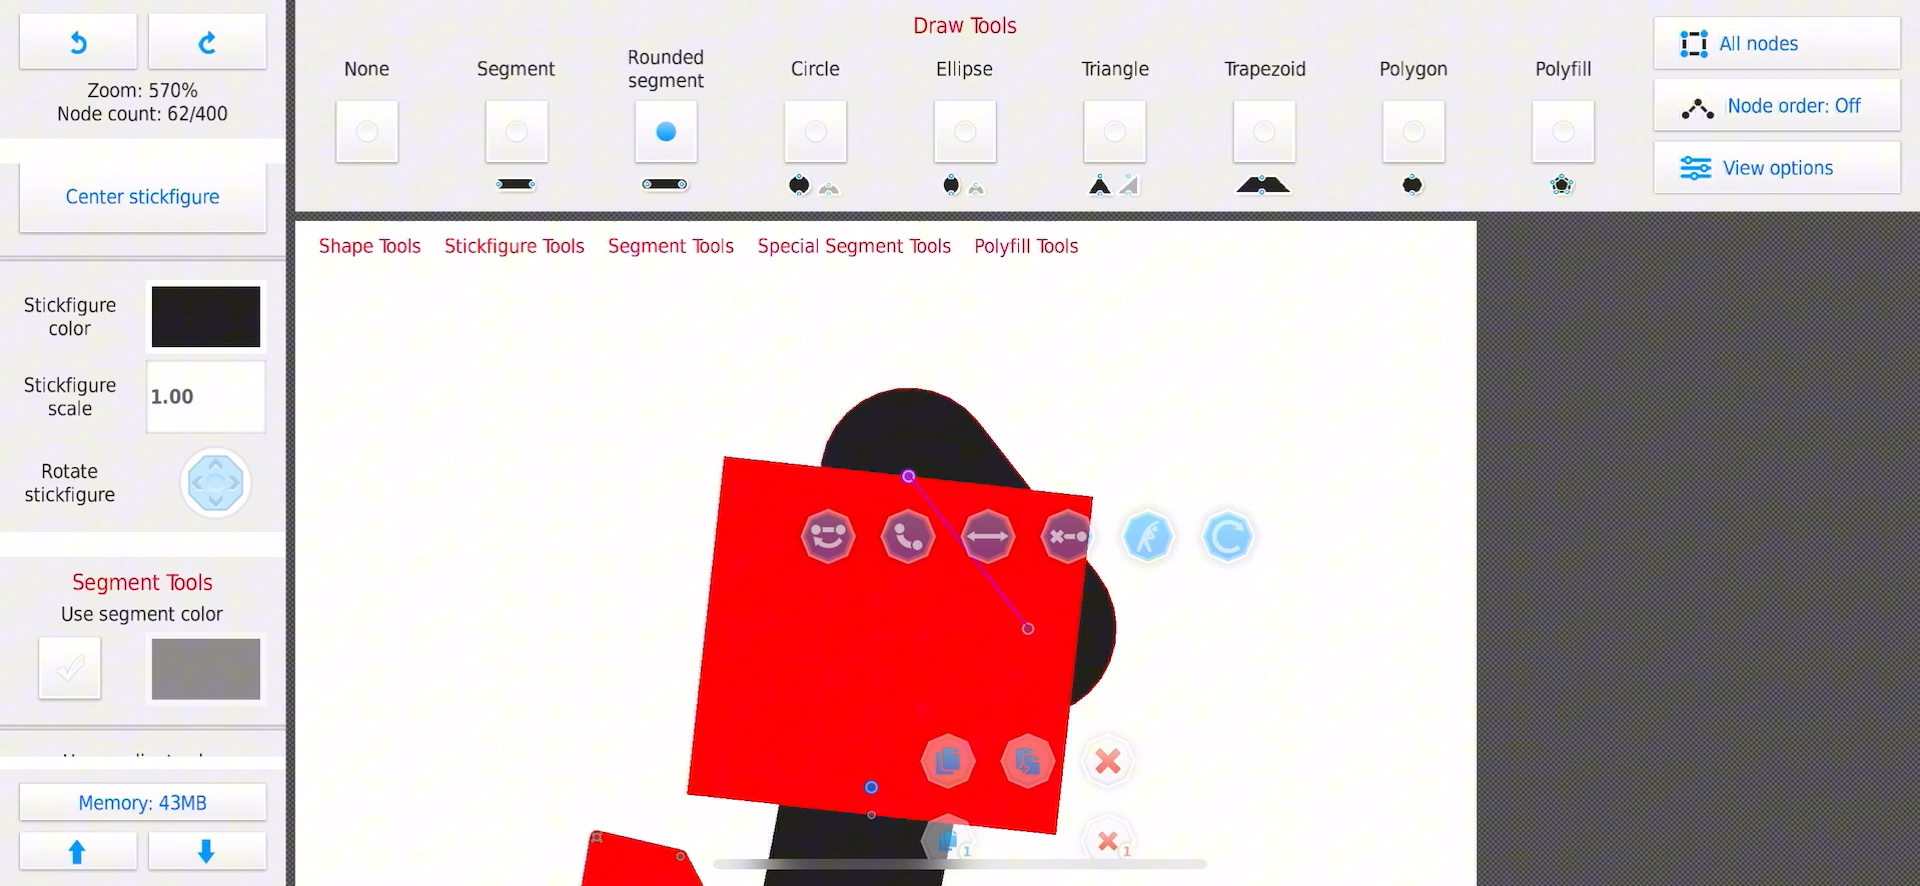 Zoom: 570%
Node count: 62/400
Center stickfigure
Stickfigure
color
Stickfigure
scale
1.00
Rotate
stickfigure
Segment Tools
Use segment color
Memory: 43MB
Draw Tools
None
Segment
Rounded
segment
Circle
Ellipse
Triangle
Trapezoid
Polygon
Polyfill
All nodes
Node order: Off
View options
Shape Tools
Stickfigure Tools
Segment Tools
Special Segment Tools
Polyfill Tools
1
1